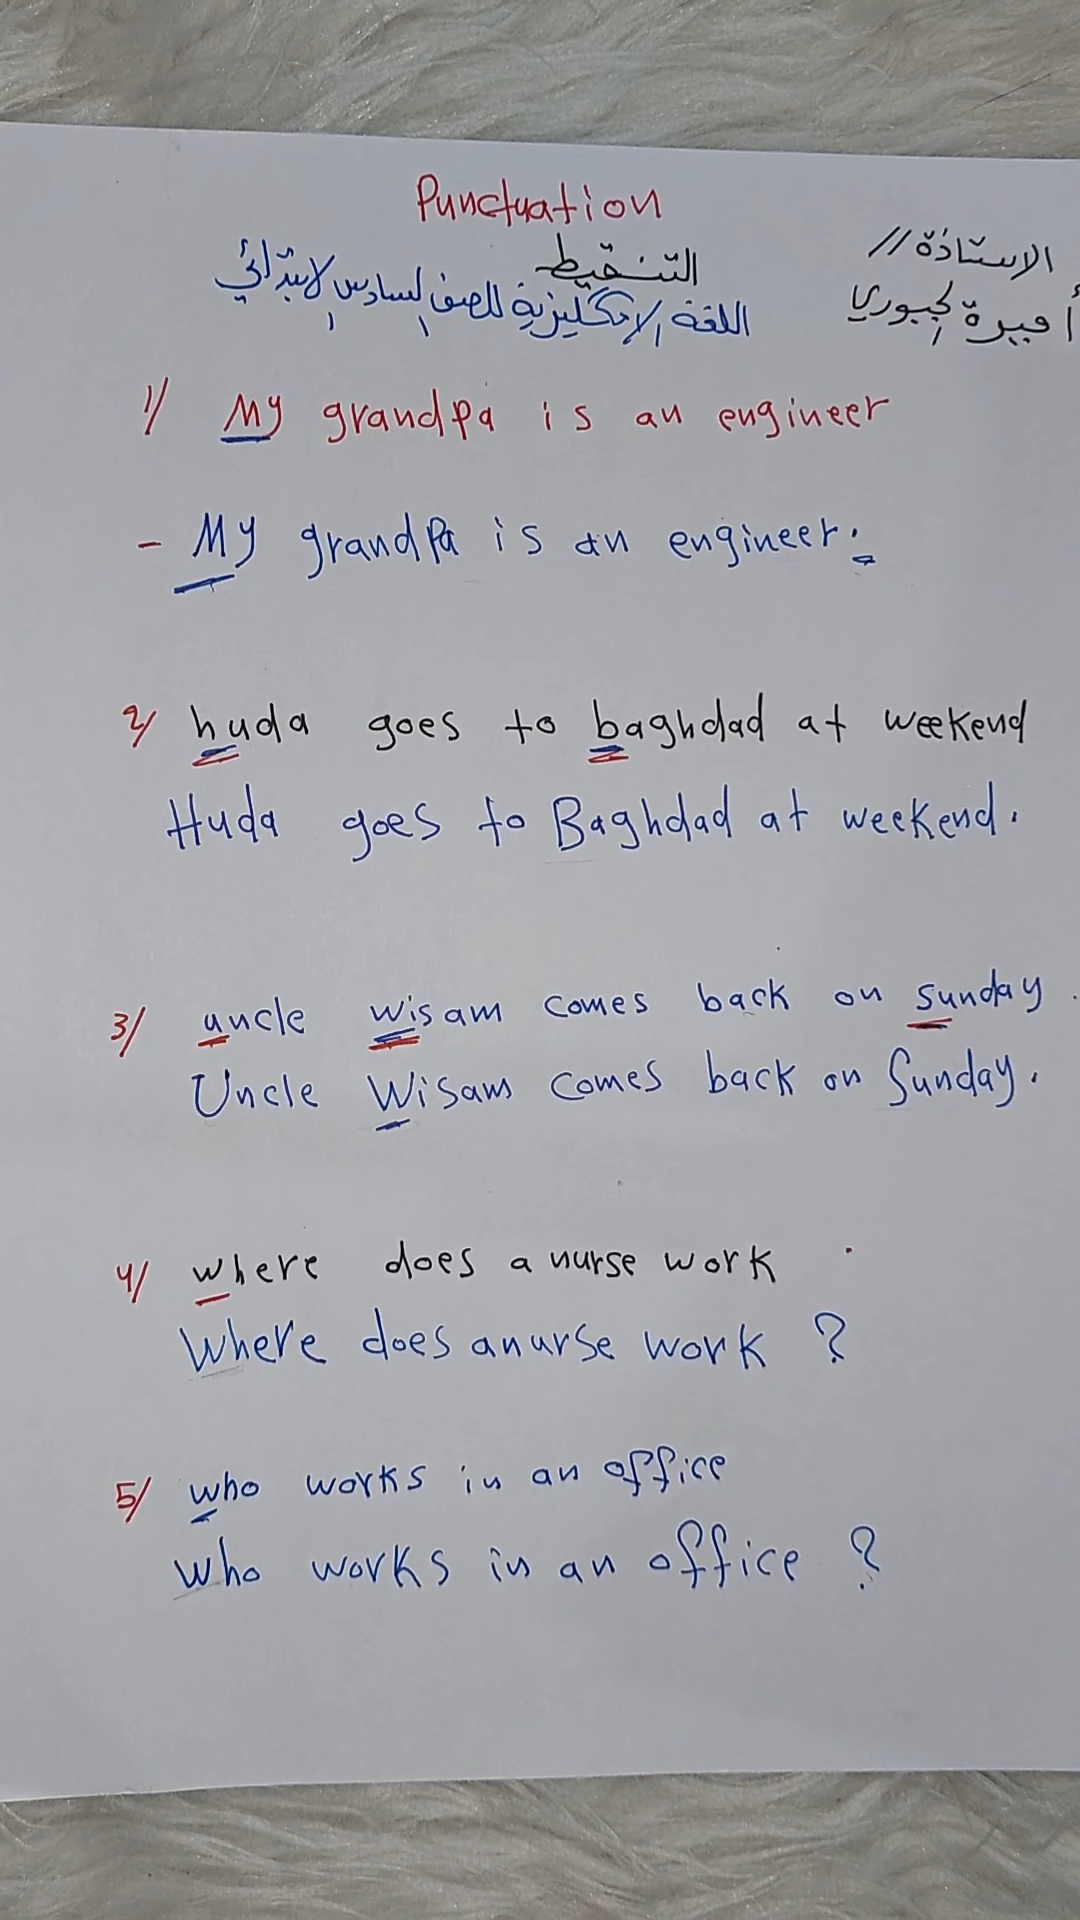 Punctuation
التنقيط
اللغة الانگليزية للصف السادس الابتدائي
الاستاذة //
أميرة الجبوري
1/ My grandpa is an engineer
- My grandpa is an engineer.
2/ huda goes to baghdad at weekend
Huda goes to Baghdad at weekend.
3/ uncle wisam comes back on sunday
Uncle Wisam comes back on Sunday.
4/ where does a nurse work
Where does a nurse work ?
5/ who works in an office
Who works in an office ?